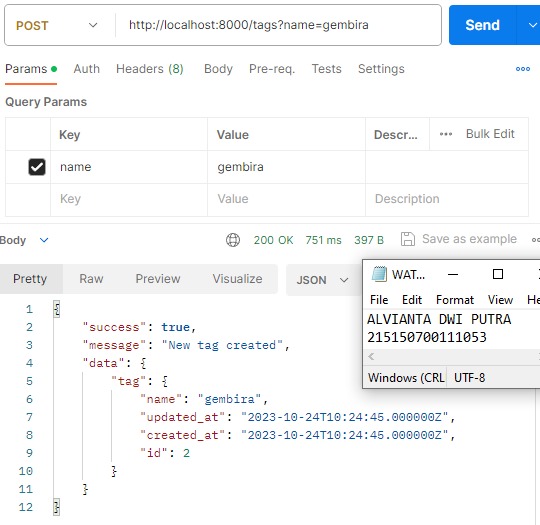 POST http://localhost:8000/tags?name=gembira Send
Params Auth Headers (8) Body Pre-req. Tests Settings
Query Params
Key Value Descr... Bulk Edit
name gembira
Key Value Description
Body 200 OK 751 ms 397 B Save as example
Pretty Raw Preview Visualize JSON
WAT...
File Edit Format View He
ALVIANTA DWI PUTRA
215150700111053
Windows (CRL UTF-8
1 {
2 "success": true,
3 "message": "New tag created",
4 "data": {
5 "tag": {
6 "name": "gembira",
7 "updated_at": "2023-10-24T10:24:45.000000Z",
8 "created_at": "2023-10-24T10:24:45.000000Z",
9 "id": 2
10 }
11 }
12 }